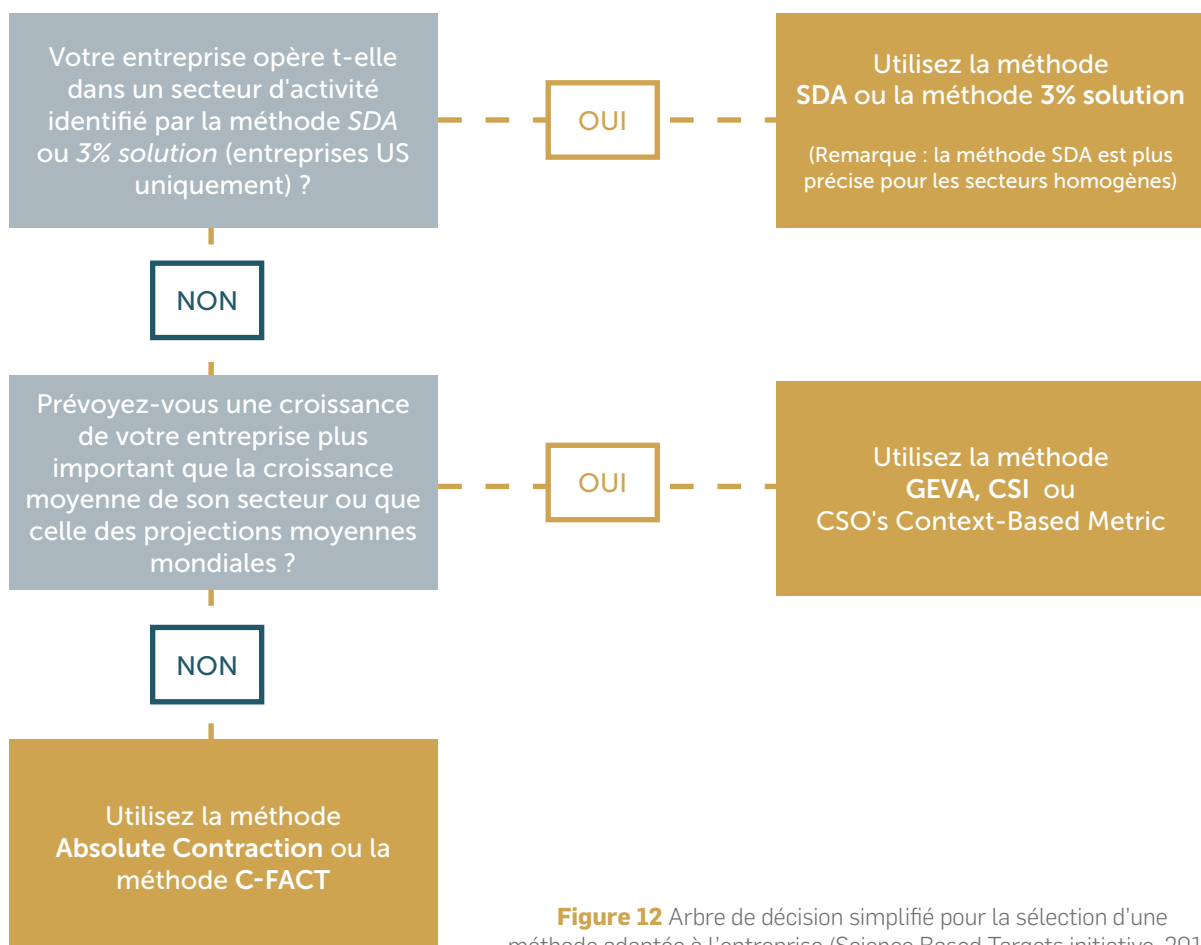 Votre entreprise opère t-elle
dans un secteur d'activité
identifié par la méthode SDA
ou 3% solution (entreprises US
uniquement) ?
OUI
Utilisez la méthode
SDA ou la méthode 3% solution
(Remarque : la méthode SDA est plus
précise pour les secteurs homogènes)
NON
Prévoyez-vous une croissance
de votre entreprise plus
important que la croissance
moyenne de son secteur ou que
celle des projections moyennes
mondiales ?
OUI
Utilisez la méthode
GEVA, CSI ou
CSO's Context-Based Metric
NON
Utilisez la méthode
Absolute Contraction ou la
méthode C-FACT
Figure 12 Arbre de décision simplifié pour la sélection d'une
méthode adaptée à l'entreprise (Science Based Targets initiative,